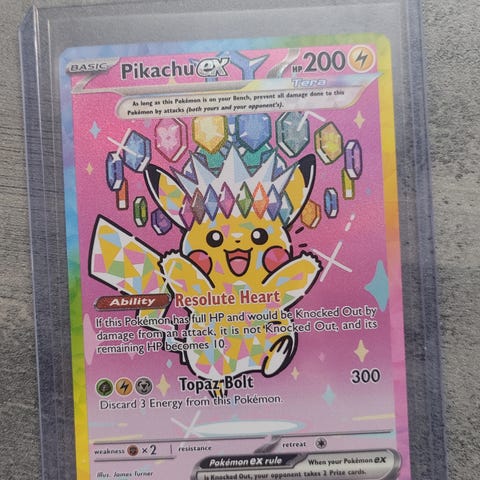 BASIC Pikachu ex HP 200
Tera
As long as this Pokémon is on your Bench, prevent all damage done to this
Pokémon by attacks (both yours and your opponent's).
Ability Resolute Heart
If this Pokémon has full HP and would be Knocked Out by
damage from an attack, it is not Knocked Out, and its
remaining HP becomes 10.
Topaz Bolt 300
Discard 3 Energy from this Pokémon.
weakness ×2 resistance retreat
Pokémon ex rule When your Pokémon ex
Illus. James Turner is Knocked Out, your opponent takes 2 Prize cards.